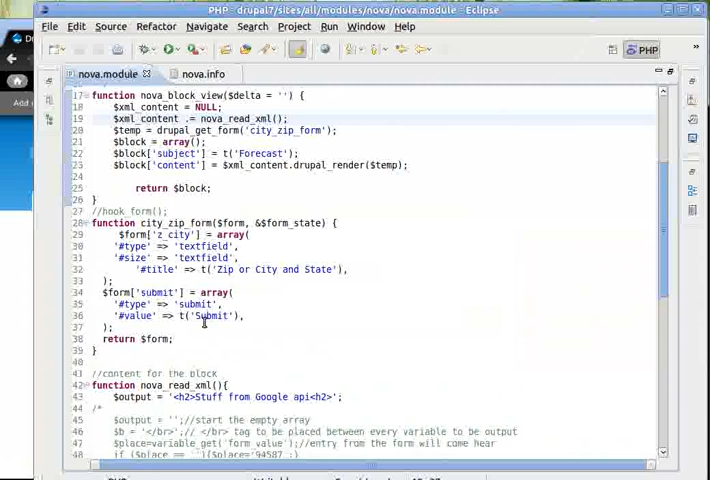 PHP - drupal7/sites/all/modules/nova/nova.module - Eclipse
File Edit Source Refactor Navigate Search Project Run Window Help
PHP
nova.module nova.info
17 function nova_block_view($delta = '') {
18 $xml_content = NULL;
19 $xml_content .= nova_read_xml();
20 $temp = drupal_get_form('city_zip_form');
21 $block = array();
22 $block['subject'] = t('Forecast');
23 $block['content'] = $xml_content.drupal_render($temp);
24
25 return $block;
26 }
27 //hook_form();
28 function city_zip_form($form, &$form_state) {
29 $form['z_city'] = array(
30 '#type' => 'textfield',
31 '#size' => 'textfield',
32 '#title' => t('Zip or City and State'),
33 );
34 $form['submit'] = array(
35 '#type' => 'submit',
36 '#value' => t('Submit'),
37 );
38 return $form;
39 }
40
41 //content for the block
42 function nova_read_xml(){
43 $output = '<h2>Stuff from Google api<h2>';
44 /*
45 $output = '';//start the empty array
46 $b = '</br>';// </br> tag to be placed between every variable to be output
47 $place=variable_get('form_value');//entry from the form will come hear
48 if ($place == ''){$place='94587';}
Add
PHP